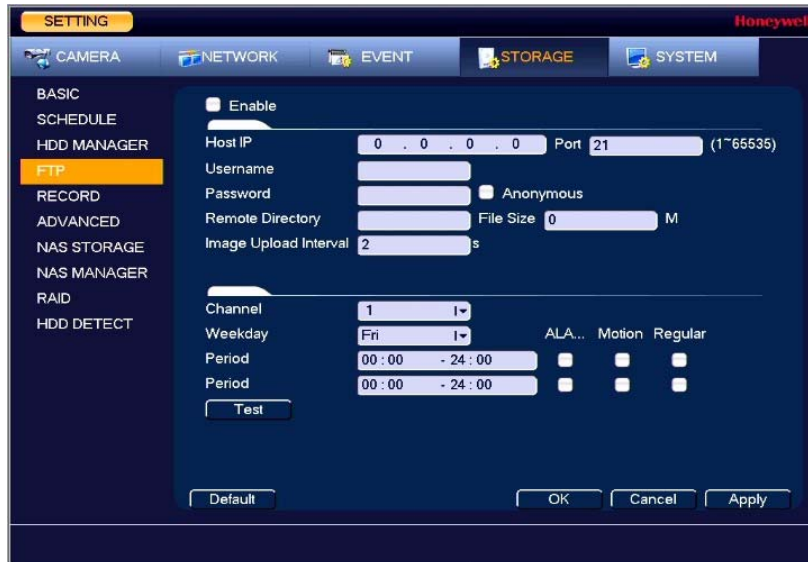 SETTING
Honeywell
CAMERA NETWORK EVENT STORAGE SYSTEM
BASIC
SCHEDULE
HDD MANAGER
FTP
RECORD
ADVANCED
NAS STORAGE
NAS MANAGER
RAID
HDD DETECT
Enable
Host IP 0 . 0 . 0 . 0 Port 21 (1~65535)
Username
Password Anonymous
Remote Directory File Size 0 M
Image Upload Interval 2 s
Channel 1
Weekday Fri ALA... Motion Regular
Period 00 : 00 - 24 : 00
Period 00 : 00 - 24 : 00
Test
Default OK Cancel Apply